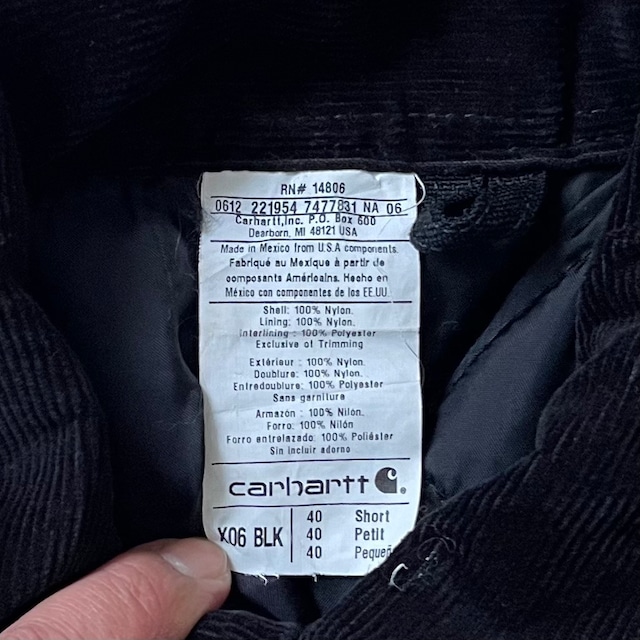 RN# 14806
0612 221954 7477831 NA 06
Carhartt,Inc. P.O. Box 600
Dearborn, MI 48121 USA
Made in Mexico from U.S.A components.
Fabriqué au Mexique à partir de
composants Américains. Hecho en
México con componentes de los EE.UU.
Shell: 100% Nylon.
Lining: 100% Nylon.
Interlining : 100% Polyester
Exclusive of Trimming
Extérieur : 100% Nylon.
Doublure: 100% Nylon.
Entredoublure: 100% Polyester
Sans garniture
Armazón : 100% Nilón.
Forro: 100% Nilón.
Forro entrelazado: 100% Poliéster
Sin incluir adorno
carhartt
X06 BLK
40 Short
40 Petit
40 Pequeñ